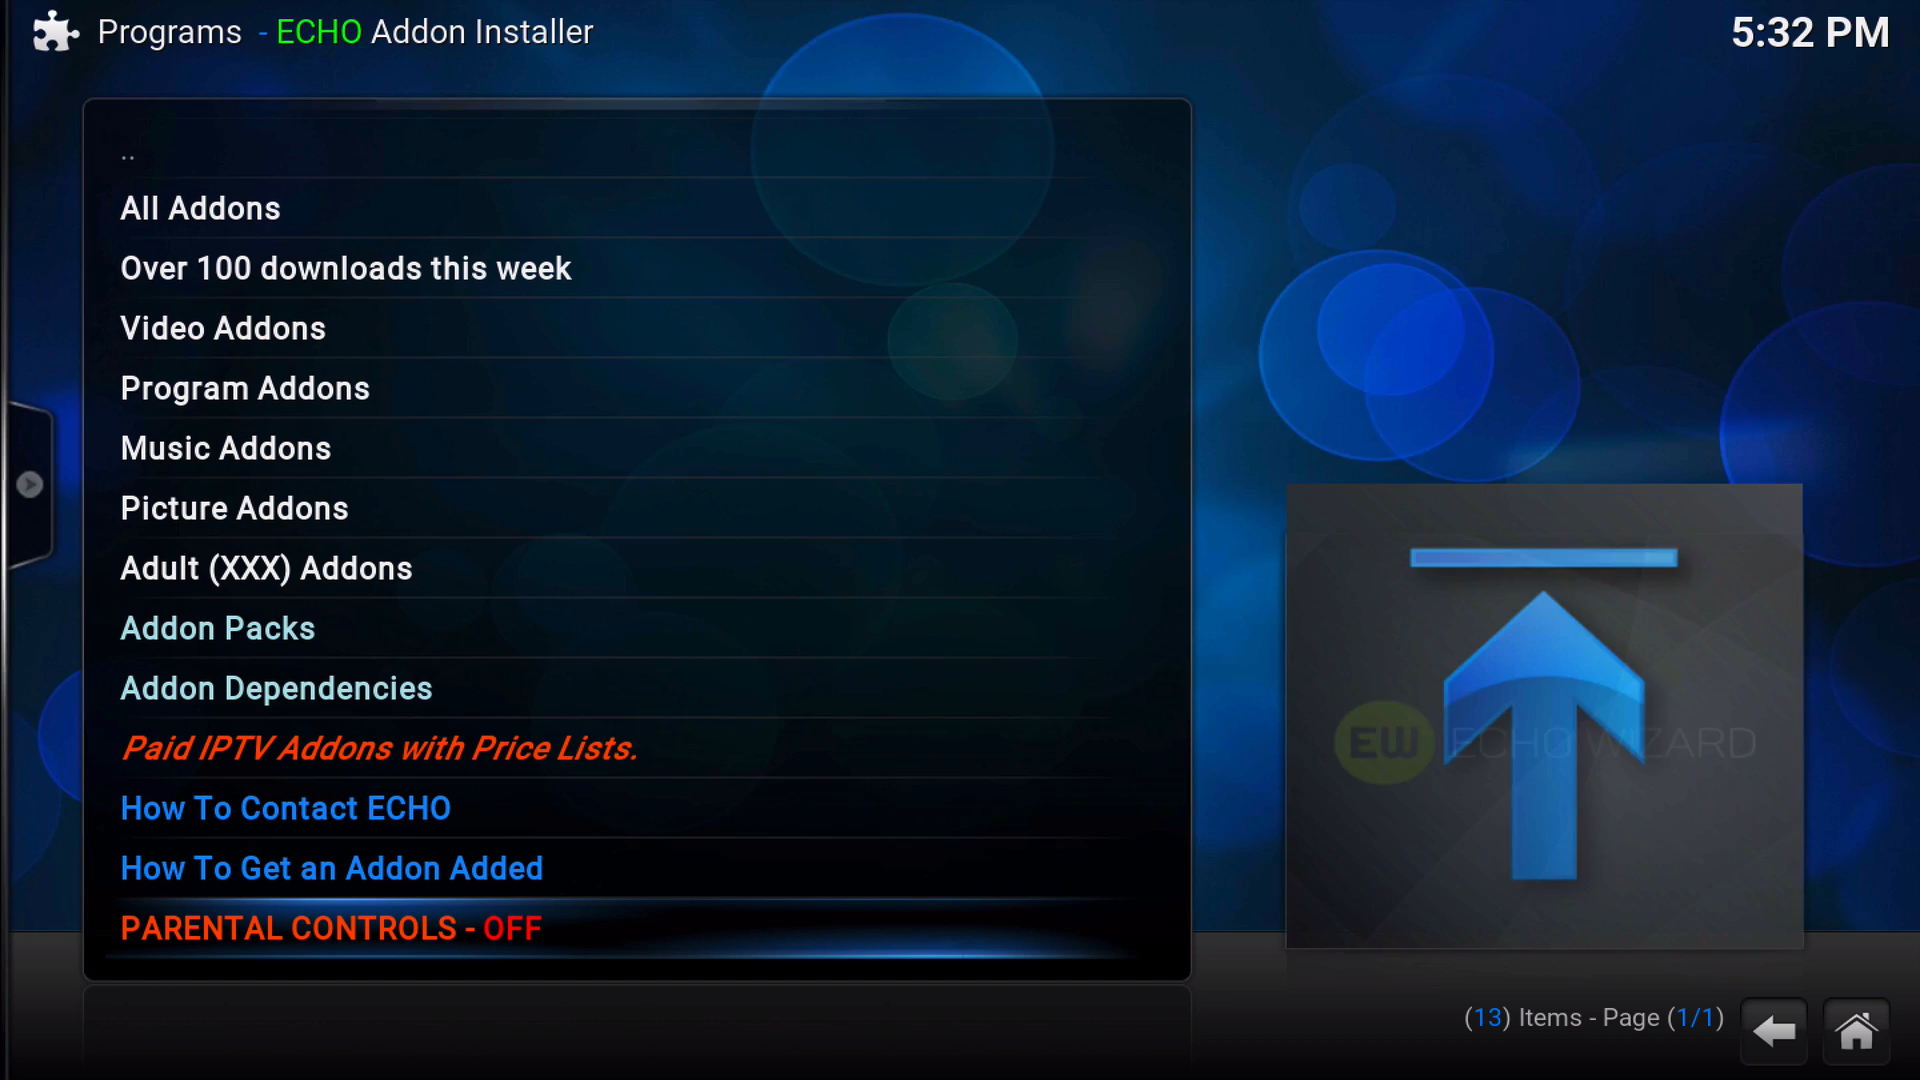 Programs - ECHO Addon Installer
5:32 PM
..
All Addons
Over 100 downloads this week
Video Addons
Program Addons
Music Addons
Picture Addons
Adult (XXX) Addons
Addon Packs
Addon Dependencies
Paid IPTV Addons with Price Lists.
How To Contact ECHO
How To Get an Addon Added
PARENTAL CONTROLS - OFF
EW ECHO WIZARD
(13) Items - Page (1/1)